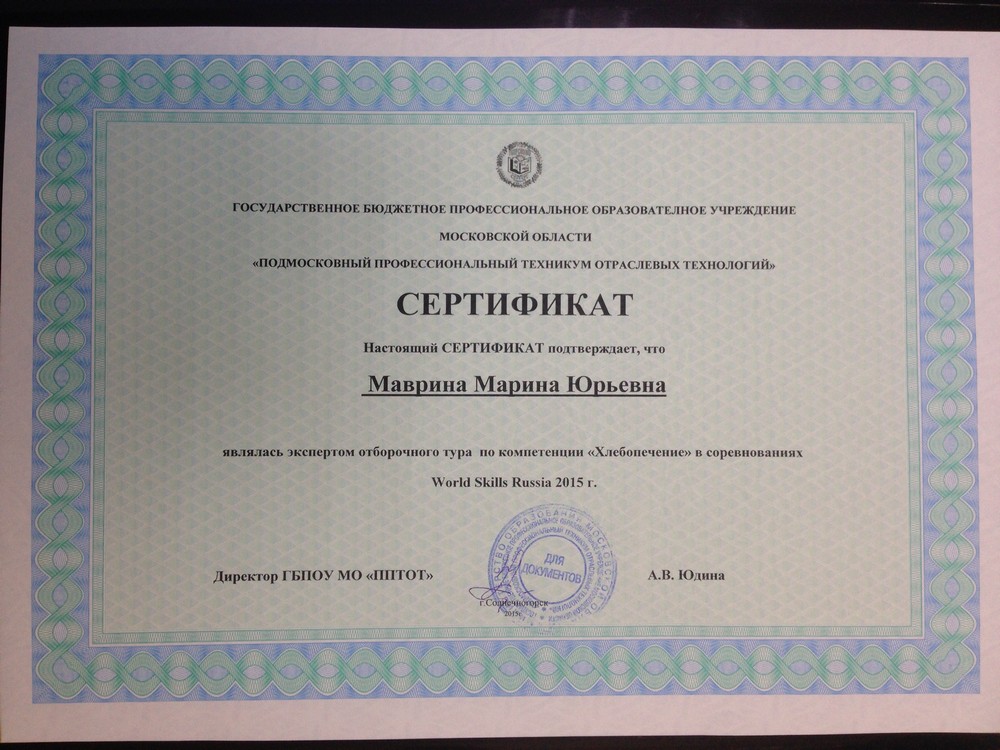 ГОСУДАРСТВЕННОЕ БЮДЖЕТНОЕ ПРОФЕССИОНАЛЬНОЕ ОБРАЗОВАТЕЛНОЕ УЧРЕЖДЕНИЕ
МОСКОВСКОЙ ОБЛАСТИ
«ПОДМОСКОВНЫЙ ПРОФЕССИОНАЛЬНЫЙ ТЕХНИКУМ ОТРАСЛЕВЫХ ТЕХНОЛОГИЙ»
СЕРТИФИКАТ
Настоящий СЕРТИФИКАТ подтверждает, что
Маврина Марина Юрьевна
являлась экспертом отборочного тура по компетенции «Хлебопечение» в соревнованиях
World Skills Russia 2015 г.
ДЛЯ
ДОКУМЕНТОВ
Директор ГБПОУ МО «ППТОТ» А.В. Юдина
г.Солнечногорск